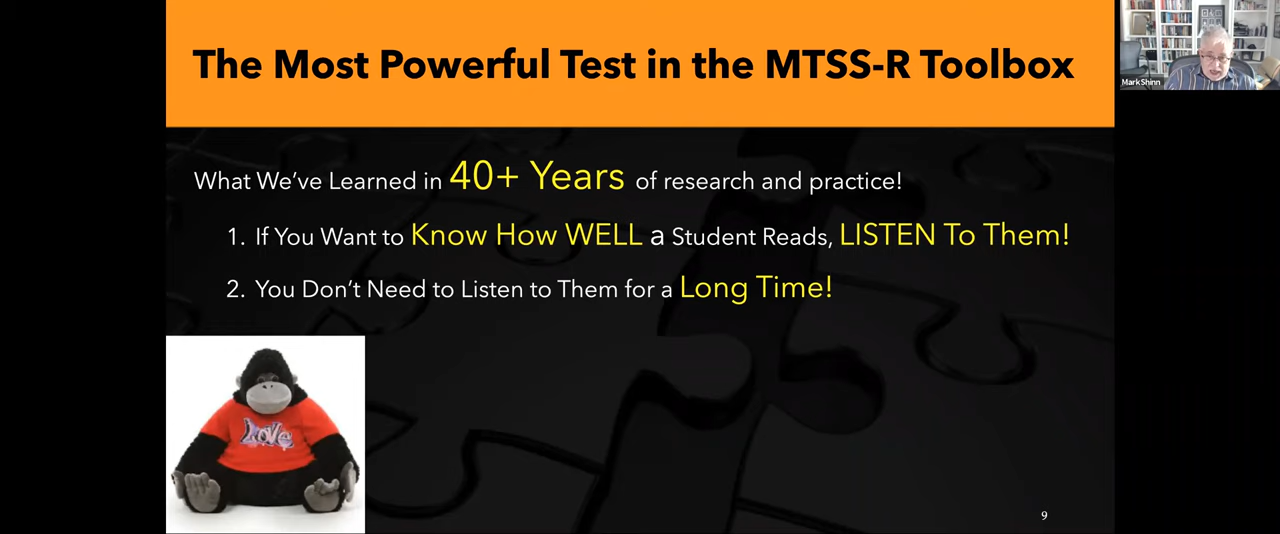 The Most Powerful Test in the MTSS-R Toolbox
MarkShinn
What We've Learned in 40+ Years of research and practice!
1. If You Want to Know How WELL a Student Reads, LISTEN To Them!
2. You Don't Need to Listen to Them for a Long Time!
Love
9